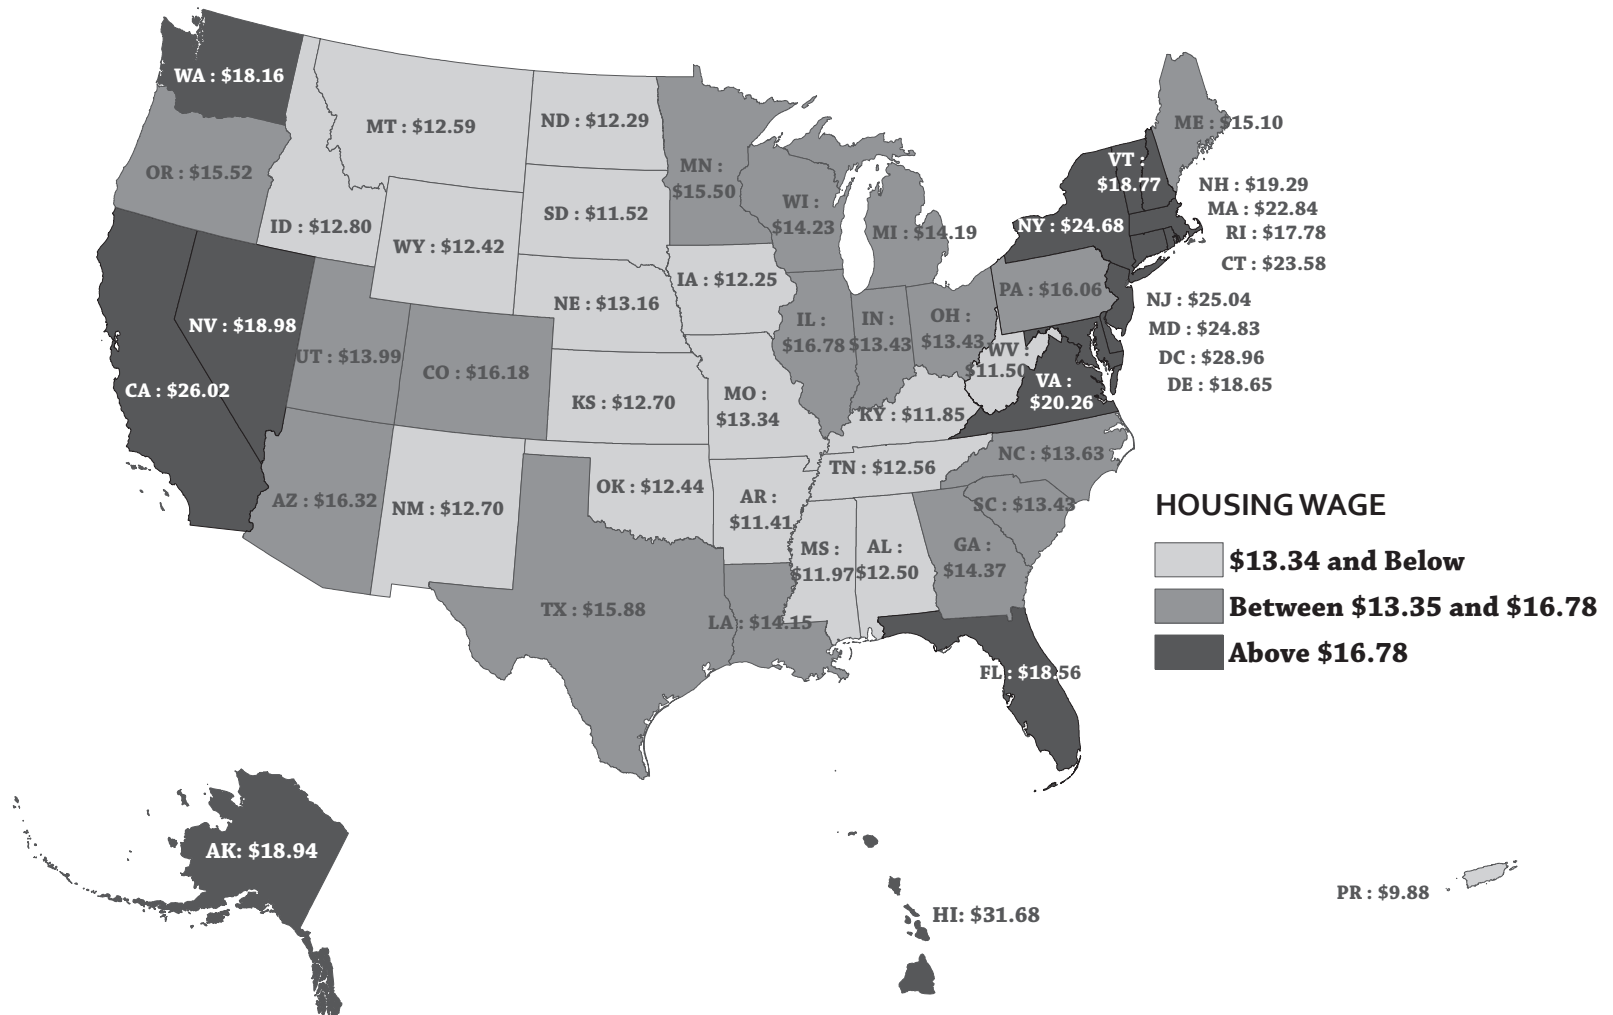 WA : $18.16
MT : $12.59
ND : $12.29
ME : $15.10
OR : $15.52
MN :
$15.50
VT :
$18.77
NH : $19.29
MA : $22.84
ID : $12.80
SD : $11.52
WI :
$14.23
MI : $14.19
NY : $24.68
RI : $17.78
WY : $12.42
CT : $23.58
IA : $12.25
PA : $16.06
NE : $13.16
NJ : $25.04
NV : $18.98
IL :
$16.78
IN :
$13.43
OH :
$13.43
MD : $24.83
UT : $13.99
CO : $16.18
WV :
$11.50
DC : $28.96
DE : $18.65
CA : $26.02
KS : $12.70
MO :
$13.34
VA :
$20.26
KY : $11.85
NC : $13.63
TN : $12.56
AZ : $16.32
NM : $12.70
OK : $12.44
AR :
$11.41
SC : $13.43
MS :
$11.97
AL :
$12.50
GA :
$14.37
TX : $15.88
LA : $14.15
FL : $18.56
HOUSING WAGE
$13.34 and Below
Between $13.35 and $16.78
Above $16.78
AK: $18.94
HI: $31.68
PR : $9.88